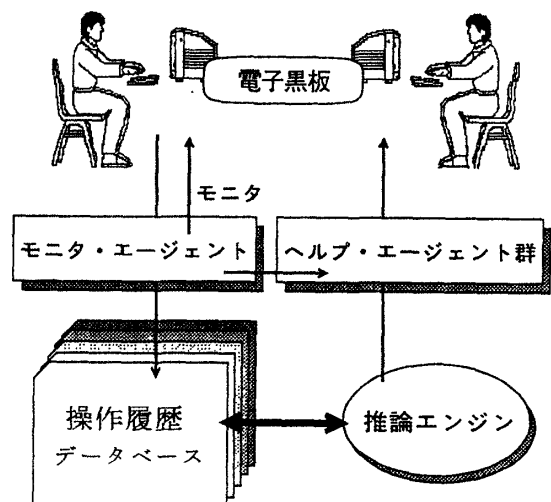 電子黒板
モニタ
モニタ・エージェント
ヘルプ・エージェント群
操作履歴
データベース
推論エンジン